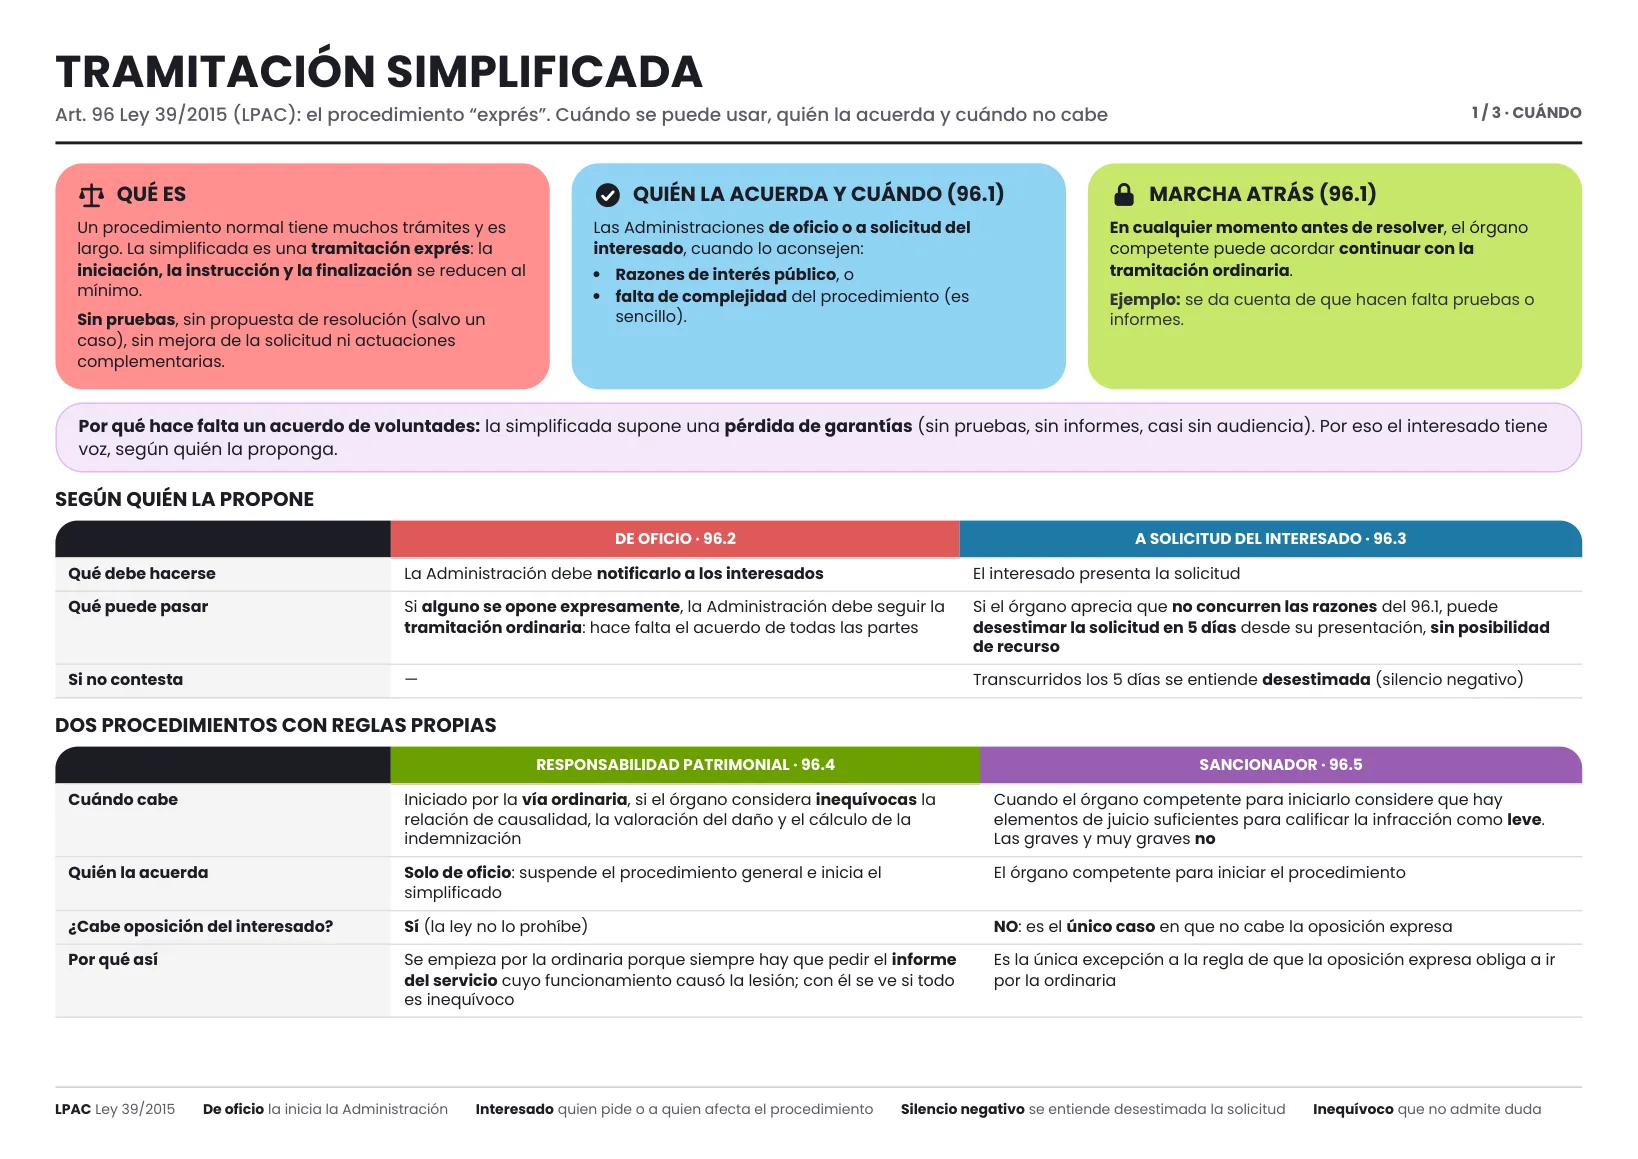 TRAMITACIÓN SIMPLIFICADA
Art. 96 Ley 39/2015 (LPAC): el procedimiento “exprés”. Cuándo se puede usar, quién la acuerda y cuándo no cabe
1 / 3 · CUÁNDO
QUÉ ES
Un procedimiento normal tiene muchos trámites y es
largo. La simplificada es una tramitación exprés: la
iniciación, la instrucción y la finalización se reducen al
mínimo.
Sin pruebas, sin propuesta de resolución (salvo un
caso), sin mejora de la solicitud ni actuaciones
complementarias.
QUIÉN LA ACUERDA Y CUÁNDO (96.1)
Las Administraciones de oficio o a solicitud del
interesado, cuando lo aconsejen:
• Razones de interés público, o
• falta de complejidad del procedimiento (es
sencillo).
MARCHA ATRÁS (96.1)
En cualquier momento antes de resolver, el órgano
competente puede acordar continuar con la
tramitación ordinaria.
Ejemplo: se da cuenta de que hacen falta pruebas o
informes.
Por qué hace falta un acuerdo de voluntades: la simplificada supone una pérdida de garantías (sin pruebas, sin informes, casi sin audiencia). Por eso el interesado tiene
voz, según quién la proponga.
SEGÚN QUIÉN LA PROPONE
DE OFICIO · 96.2
A SOLICITUD DEL INTERESADO · 96.3
Qué debe hacerse
La Administración debe notificarlo a los interesados
El interesado presenta la solicitud
Qué puede pasar
Si alguno se opone expresamente, la Administración debe seguir la
tramitación ordinaria: hace falta el acuerdo de todas las partes
Si el órgano aprecia que no concurren las razones del 96.1, puede
desestimar la solicitud en 5 días desde su presentación, sin posibilidad
de recurso
Si no contesta
—
Transcurridos los 5 días se entiende desestimada (silencio negativo)
DOS PROCEDIMIENTOS CON REGLAS PROPIAS
RESPONSABILIDAD PATRIMONIAL · 96.4
SANCIONADOR · 96.5
Cuándo cabe
Iniciado por la vía ordinaria, si el órgano considera inequívocas la
relación de causalidad, la valoración del daño y el cálculo de la
indemnización
Cuando el órgano competente para iniciarlo considere que hay
elementos de juicio suficientes para calificar la infracción como leve.
Las graves y muy graves no
Quién la acuerda
Solo de oficio: suspende el procedimiento general e inicia el
simplificado
El órgano competente para iniciar el procedimiento
¿Cabe oposición del interesado?
Sí (la ley no lo prohíbe)
NO: es el único caso en que no cabe la oposición expresa
Por qué así
Se empieza por la ordinaria porque siempre hay que pedir el informe
del servicio cuyo funcionamiento causó la lesión; con él se ve si todo
es inequívoco
Es la única excepción a la regla de que la oposición expresa obliga a ir
por la ordinaria
LPAC Ley 39/2015 De oficio la inicia la Administración Interesado quien pide o a quien afecta el procedimiento Silencio negativo se entiende desestimada la solicitud Inequívoco que no admite duda